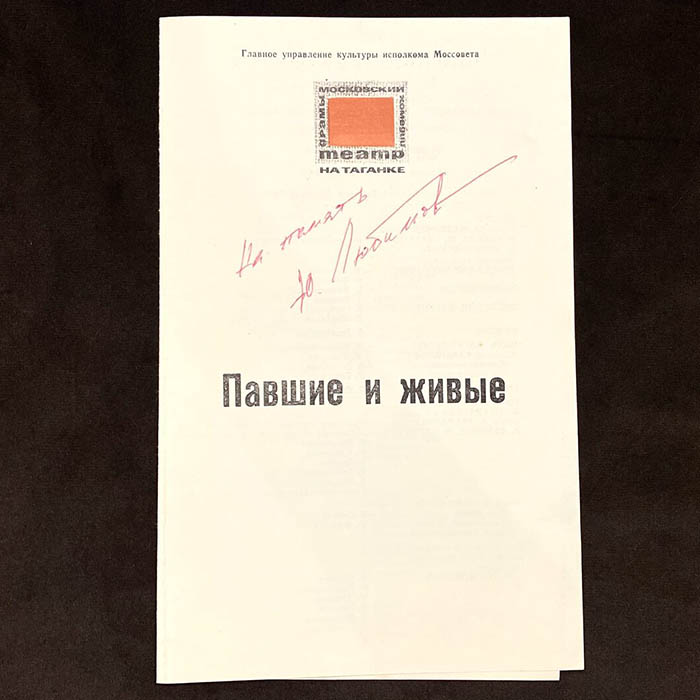 Главное управление культуры исполкома Моссовета
МОСКОВСКИЙ
драмы
комедии
театр
НА ТАГАНКЕ
На память
Ю. Любимов
Павшие и живые